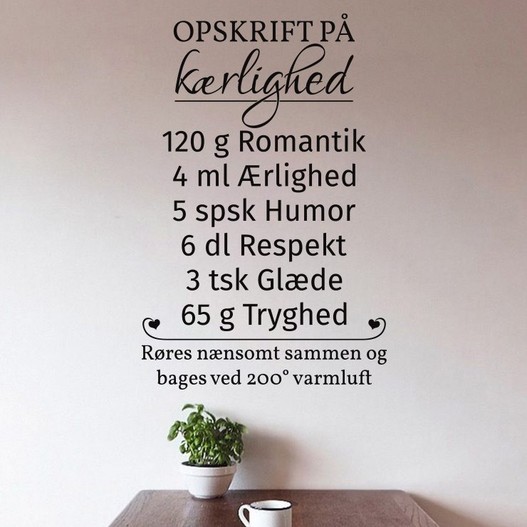 OPSKRIFT PÅ
kærlighed
120 g Romantik
4 ml Ærlighed
5 spsk Humor
6 dl Respekt
3 tsk Glæde
65 g Tryghed
Røres nænsomt sammen og
bages ved 200° varmluft